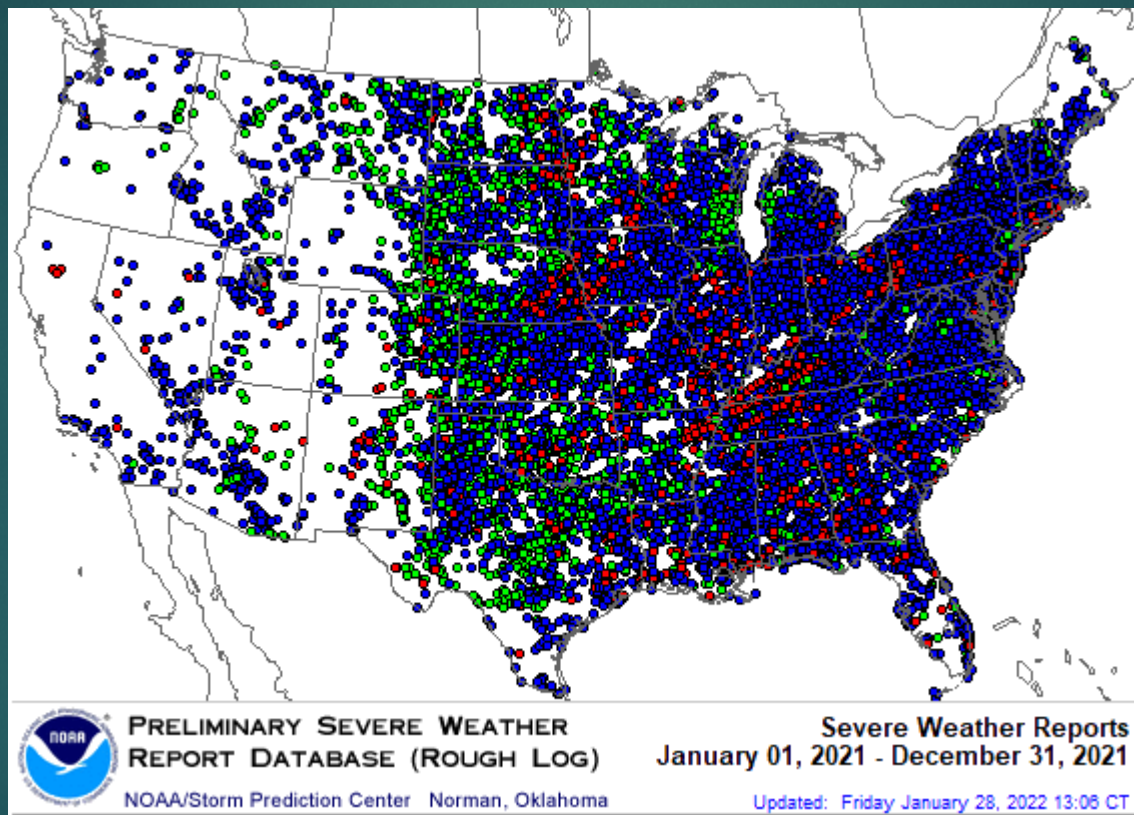 NOAA
PRELIMINARY SEVERE WEATHER
REPORT DATABASE (ROUGH LOG)
NOAA/Storm Prediction Center Norman, Oklahoma
Severe Weather Reports
January 01, 2021 - December 31, 2021
Updated: Friday January 28, 2022 13:06 CT